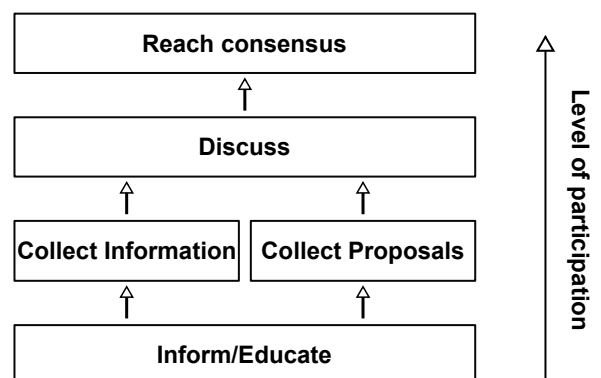 Reach consensus
Discuss
Collect Information
Collect Proposals
Inform/Educate
Level of participation